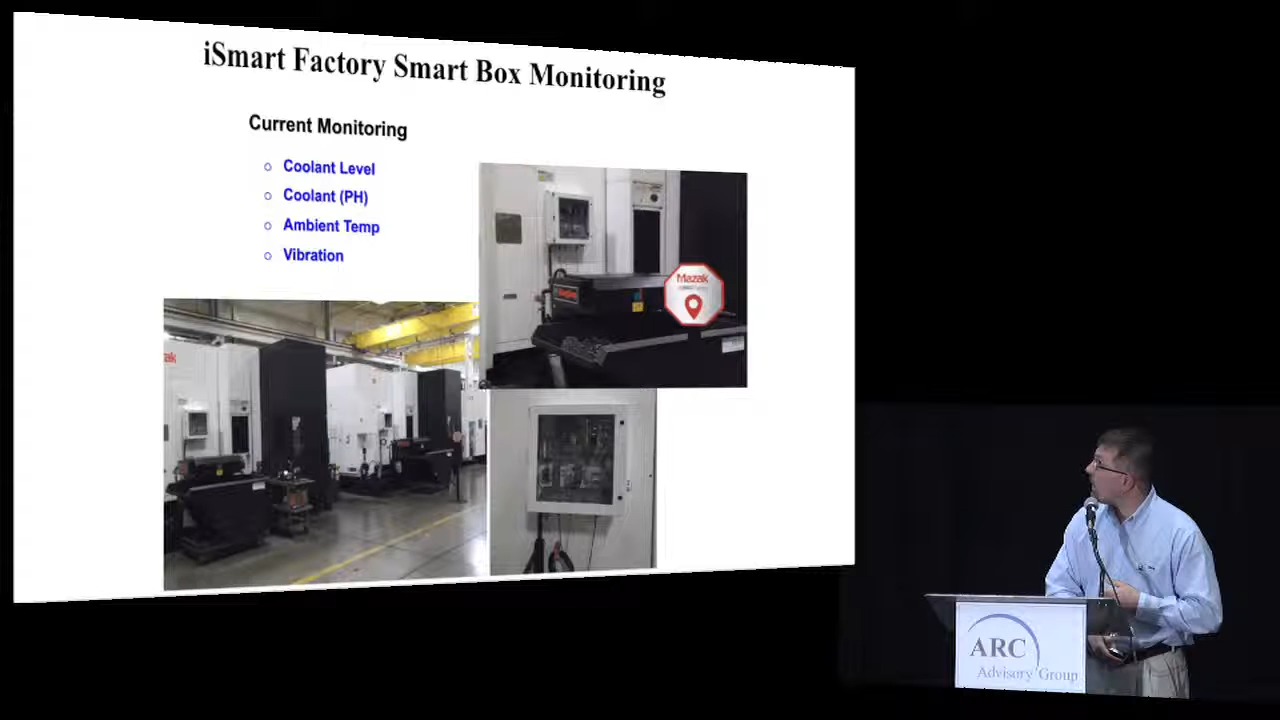 iSmart Factory Smart Box Monitoring
Current Monitoring
Coolant Level
Coolant (PH)
Ambient Temp
Vibration
Mazak
ARC
Advisory Group